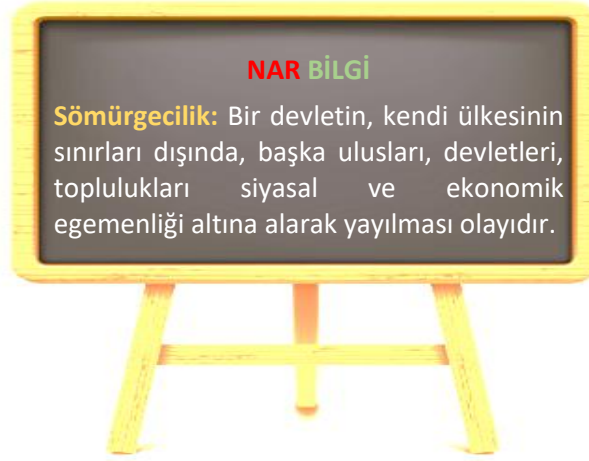 NAR BİLGİ
Sömürgecilik: Bir devletin, kendi ülkesinin
sınırları dışında, başka ulusları, devletleri,
toplulukları siyasal ve ekonomik
egemenliği altına alarak yayılması olayıdır.